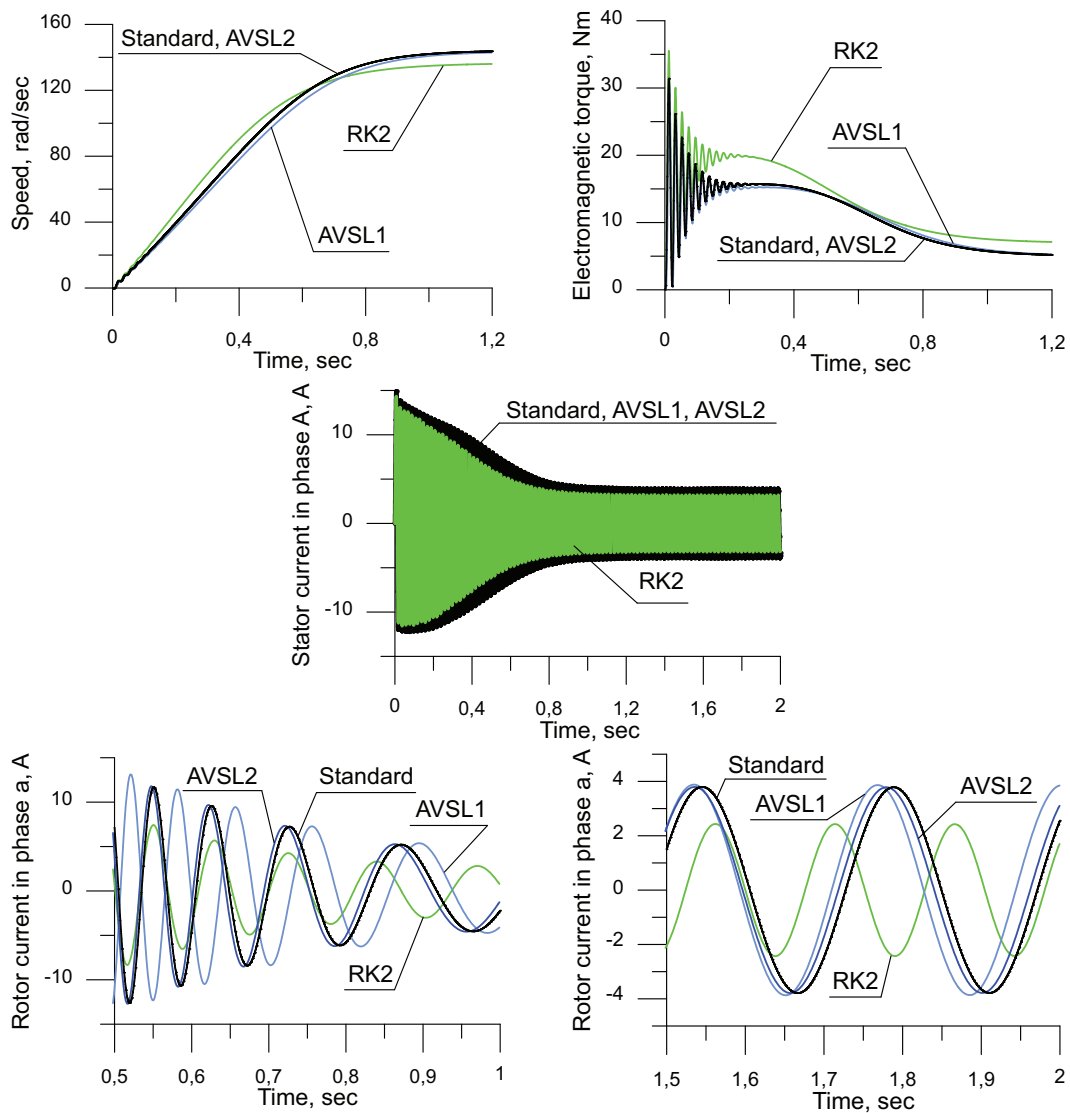 Speed, rad/sec
160
120
80
40
0
Standard, AVSL2
RK2
AVSL1
0
0,4
0,8
1,2
Time, sec
Electromagnetic torque, Nm
40
30
20
10
0
RK2
AVSL1
Standard, AVSL2
0
0,4
0,8
1,2
Time, sec
Stator current in phase A, A
10
0
-10
Standard, AVSL1, AVSL2
RK2
0
0,4
0,8
1,2
1,6
2
Time, sec
Rotor current in phase a, A
10
0
-10
AVSL2
Standard
AVSL1
RK2
0,5
0,6
0,7
0,8
0,9
1
Time, sec
Rotor current in phase a, A
4
2
0
-2
-4
Standard
AVSL1
AVSL2
RK2
1,5
1,6
1,7
1,8
1,9
2
Time, sec